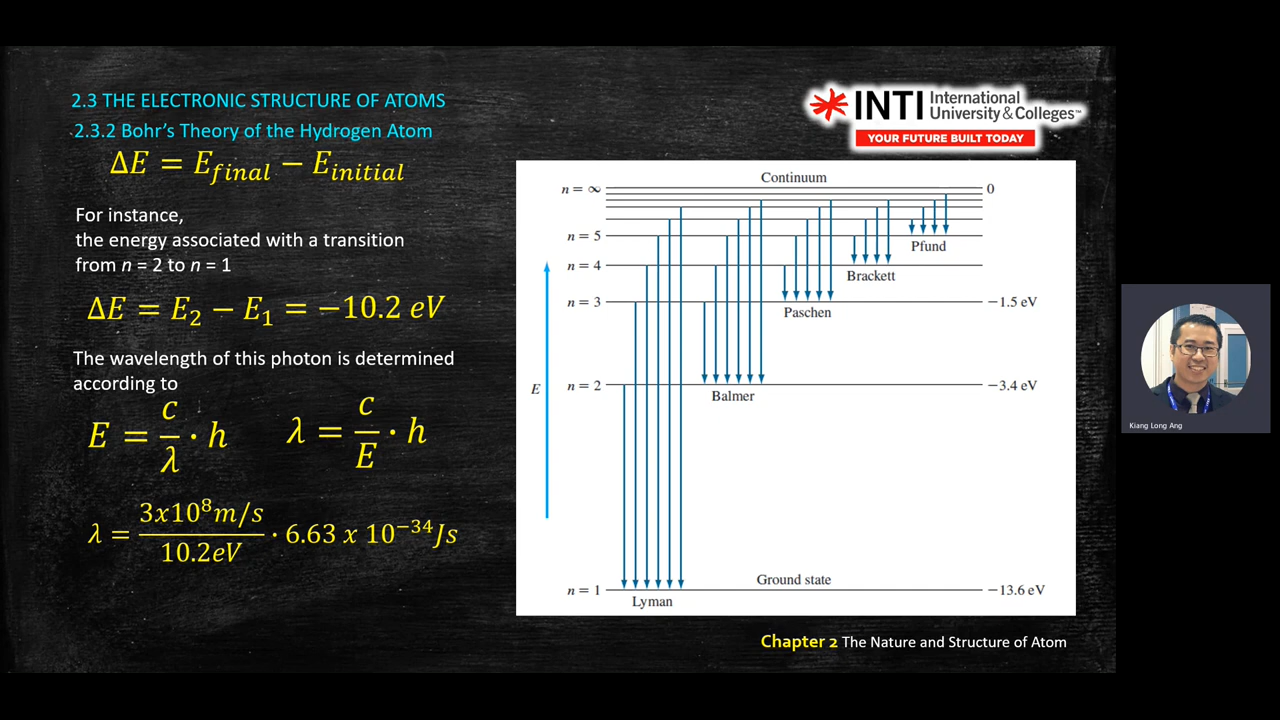 2.3 THE ELECTRONIC STRUCTURE OF ATOMS
2.3.2 Bohr's Theory of the Hydrogen Atom
ΔE = E_final − E_initial
For instance,
the energy associated with a transition
from n = 2 to n = 1
ΔE = E₂ − E₁ = −10.2 eV
The wavelength of this photon is determined
according to
E = c/λ · h
λ = c/E · h
λ = 3x10⁸m/s / 10.2eV · 6.63 x 10⁻³⁴Js
INTI International University & Colleges™
YOUR FUTURE BUILT TODAY
Continuum
n = ∞
0
n = 5
Pfund
n = 4
Brackett
n = 3
−1.5 eV
Paschen
E
n = 2
−3.4 eV
Balmer
Ground state
n = 1
−13.6 eV
Lyman
Chapter 2 The Nature and Structure of Atom
Kiang Long Ang